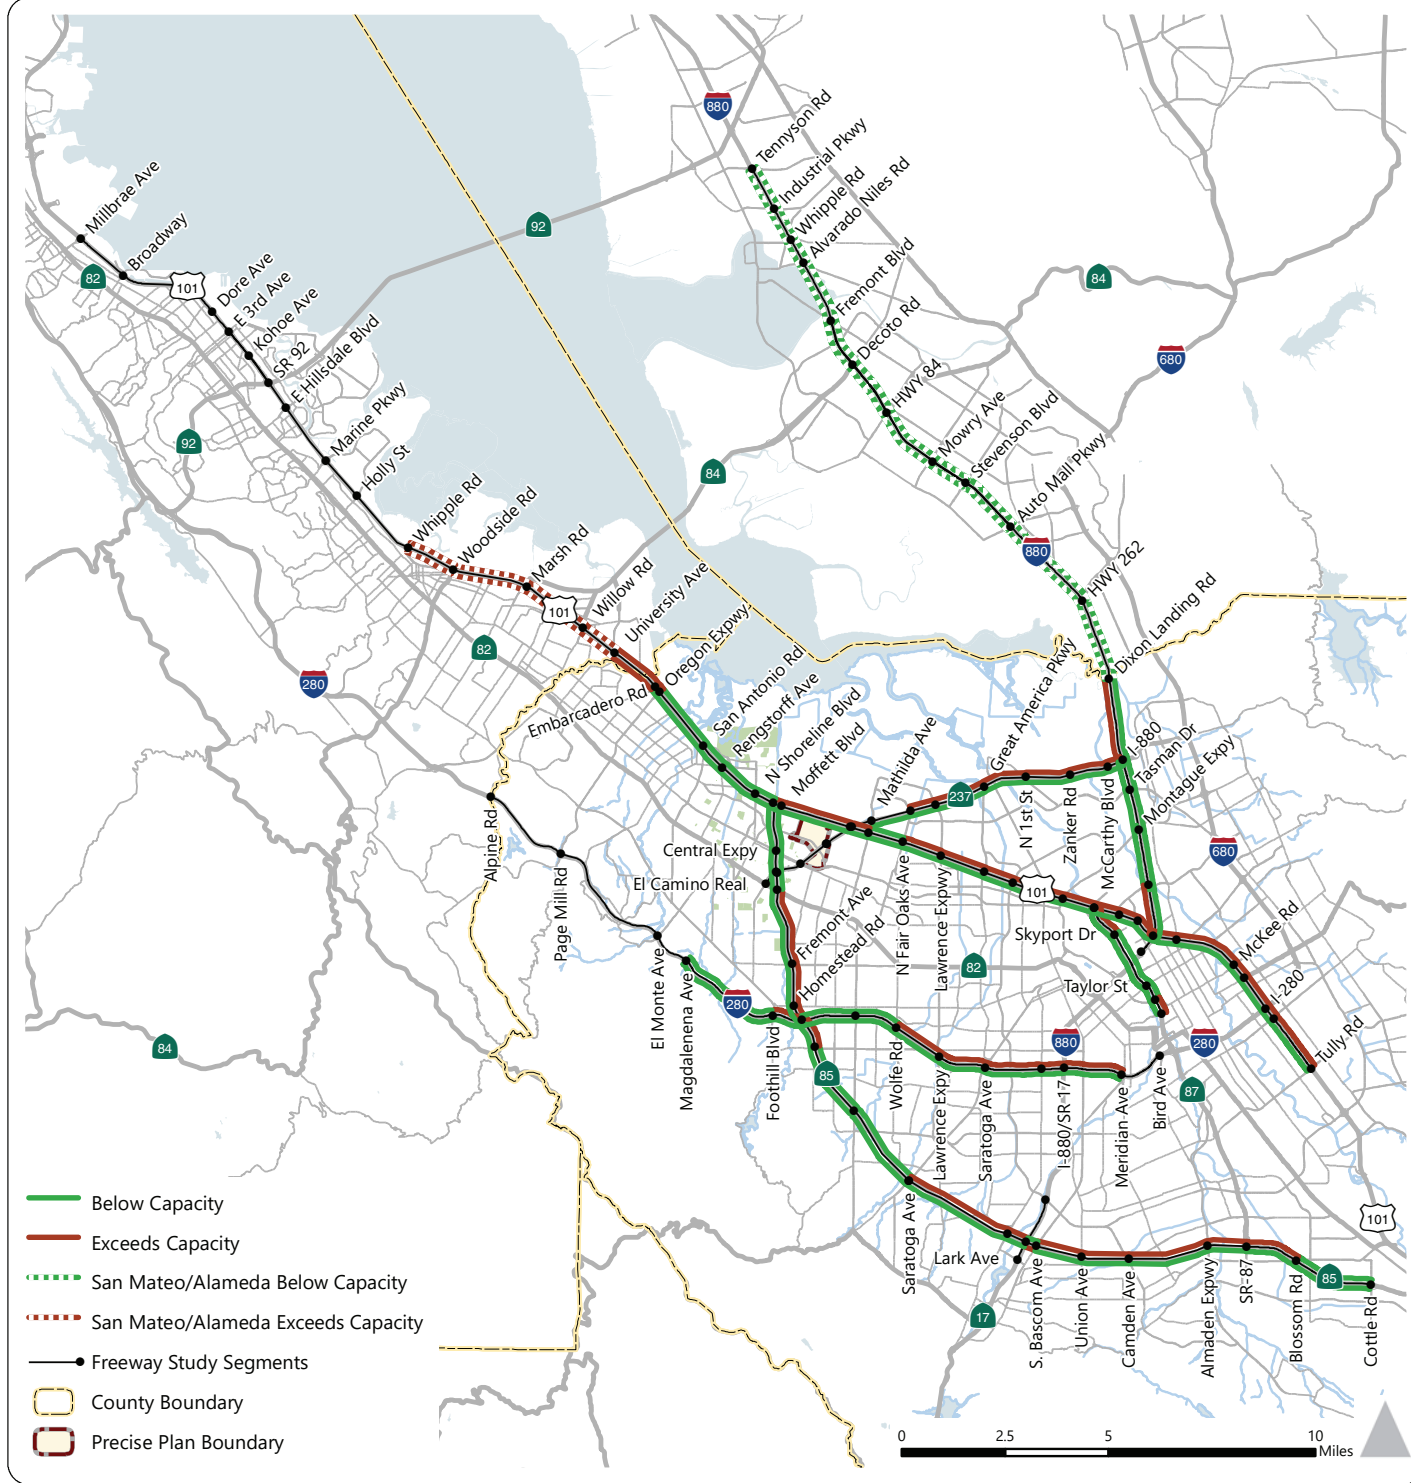 880
Tennyson Rd
Industrial Pkwy
Whipple Rd
Alvarado Niles Rd
Fremont Blvd
Decoto Rd
HWY 84
Mowry Ave
Stevenson Blvd
Auto Mall Pkwy
880
HWY 262
Dixon Landing Rd
84
680
92
Millbrae Ave
Broadway
82
101
Dore Ave
E 3rd Ave
Kohoe Ave
SR 92
E Hillsdale Blvd
Marine Pkwy
Holly St
92
84
Whipple Rd
Woodside Rd
Marsh Rd
101
Willow Rd
University Ave
Oregon Expwy
Embarcadero Rd
82
280
San Antonio Rd
Rengstorff Ave
N Shoreline Blvd
Moffett Blvd
Mathilda Ave
Great America Pkwy
237
N 1st St
Zanker Rd
McCarthy Blvd
I-880
Tasman Dr
Montague Expy
680
Central Expy
El Camino Real
Alpine Rd
Page Mill Rd
El Monte Ave
Magdalenena Ave
280
Foothill Blvd
Fremont Ave
Homestead Rd
N Fair Oaks Ave
Lawrence Expwy
101
82
Skyport Dr
Taylor St
McKee Rd
I-280
Tully Rd
84
85
Wolfe Rd
Lawrence Expy
Saratoga Ave
880
I-880/SR 17
Meridian Ave
Bird Ave
280
87
101
Saratoga Ave
Lark Ave
17
S. Bascom Ave
Union Ave
Camden Ave
Almaden Expwy
SR-87
Blossom Rd
85
Cottle Rd
Below Capacity
Exceeds Capacity
San Mateo/Alameda Below Capacity
San Mateo/Alameda Exceeds Capacity
Freeway Study Segments
County Boundary
Precise Plan Boundary
0 2.5 5 10
Miles